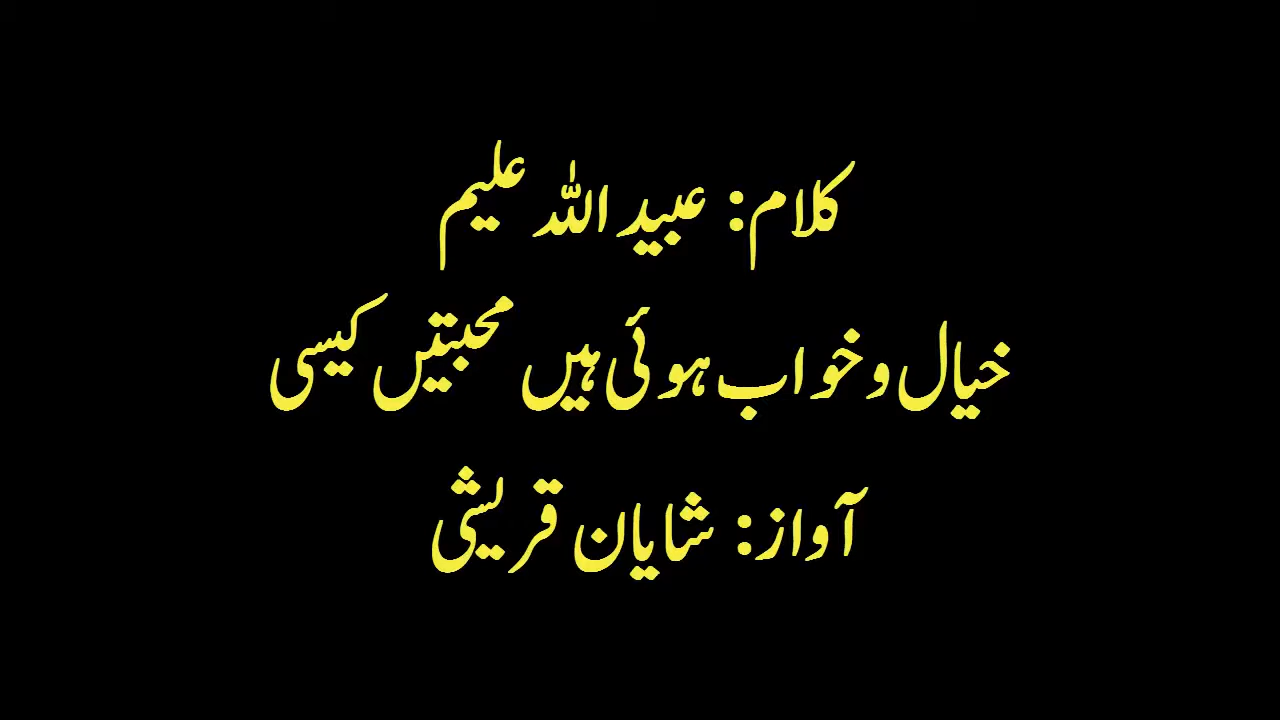 کلام: عبید اللہ علیم
خیال و خواب ہوئی ہیں محبتیں کیسی
آواز: شایان قریشی